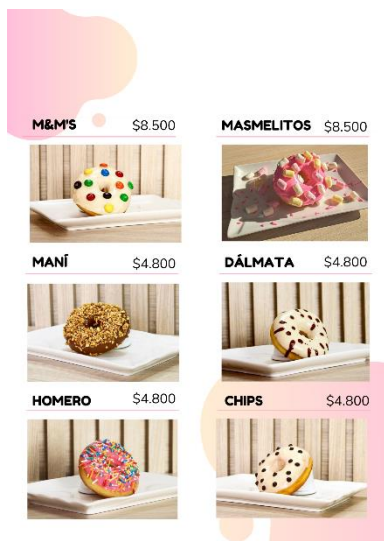 M&M'S $8.500
MASMELITOS $8.500
MANÍ $4.800
DÁLMATA $4.800
HOMERO $4.800
CHIPS $4.800